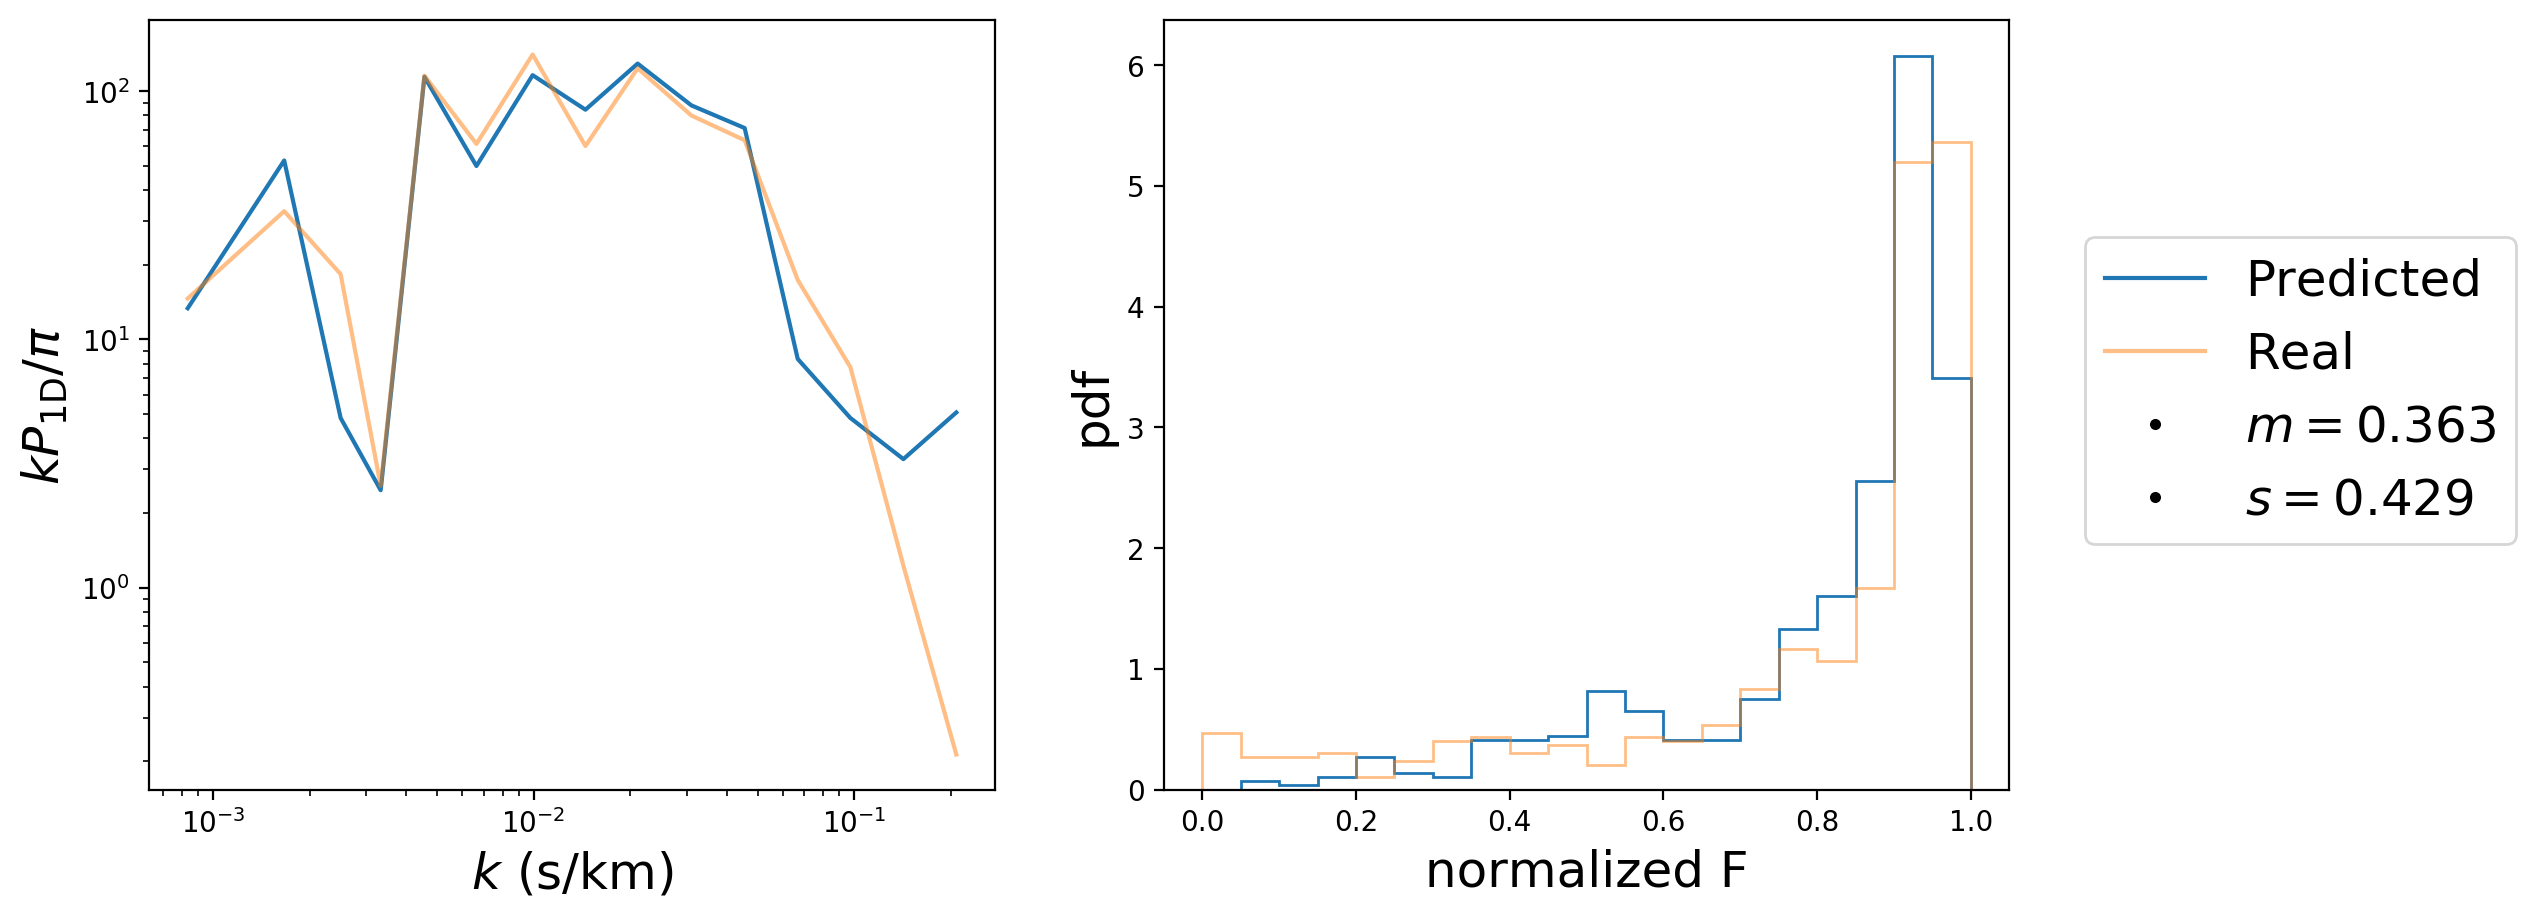 10²
10¹
10⁰
kP₁D/π
10⁻³
10⁻²
10⁻¹
k (s/km)
6
5
4
3
2
1
0
pdf
0.0
0.2
0.4
0.6
0.8
1.0
normalized F
Predicted
Real
m = 0.363
s = 0.429